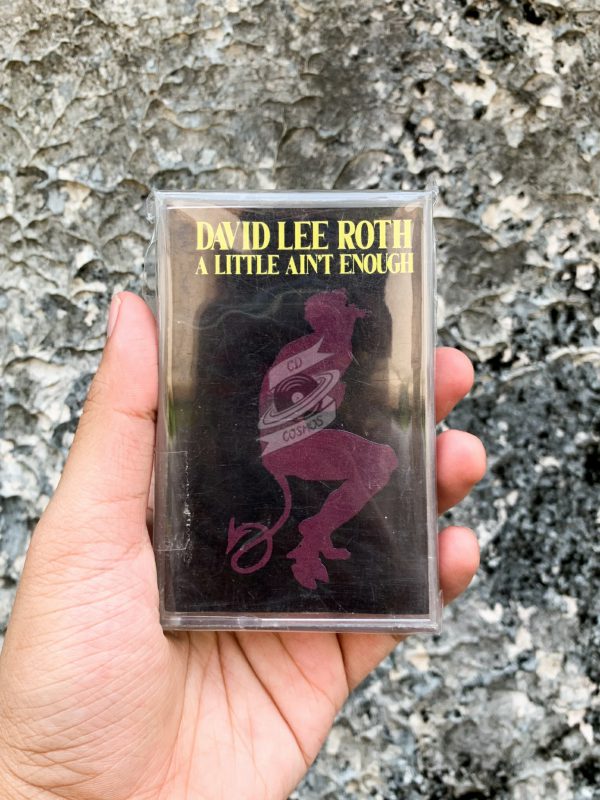 DAVID LEE ROTH
A LITTLE AIN'T ENOUGH
CD
COSMOS